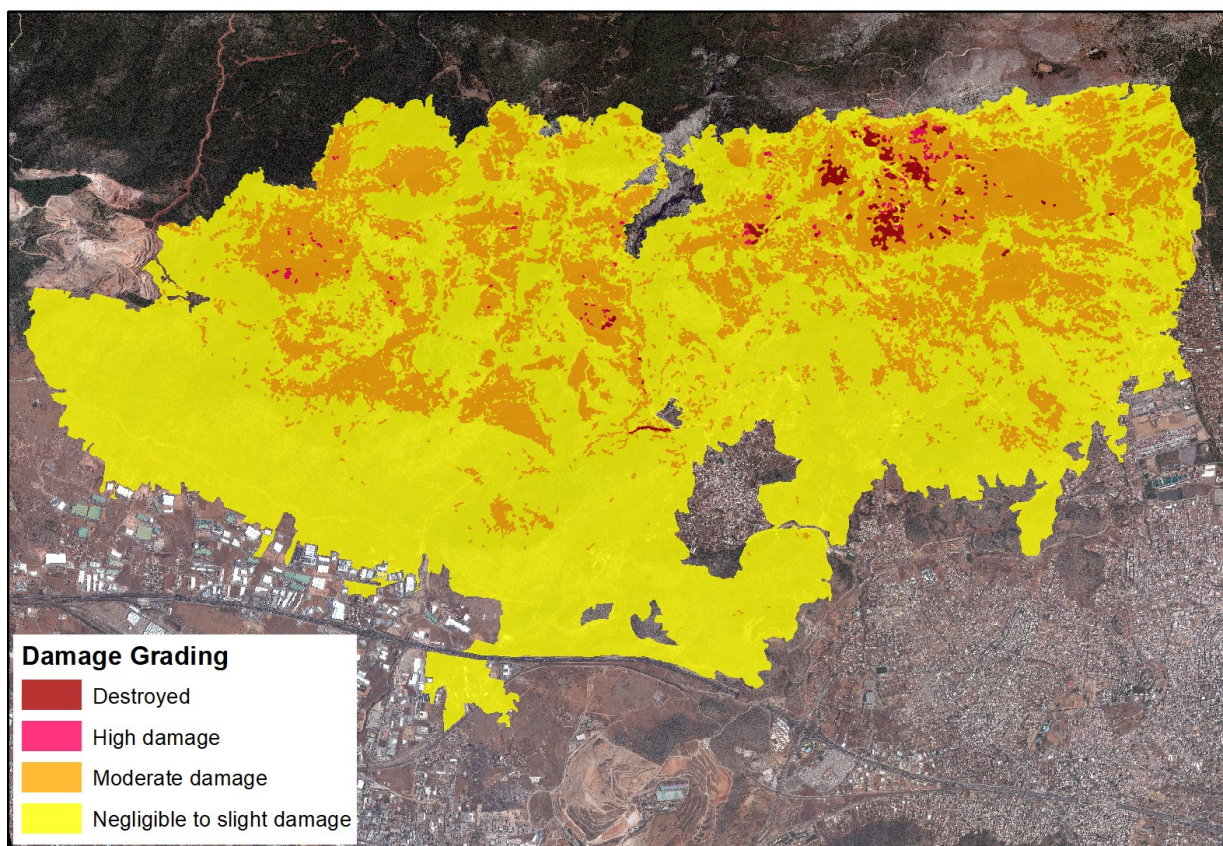 Damage Grading
Destroyed
High damage
Moderate damage
Negligible to slight damage